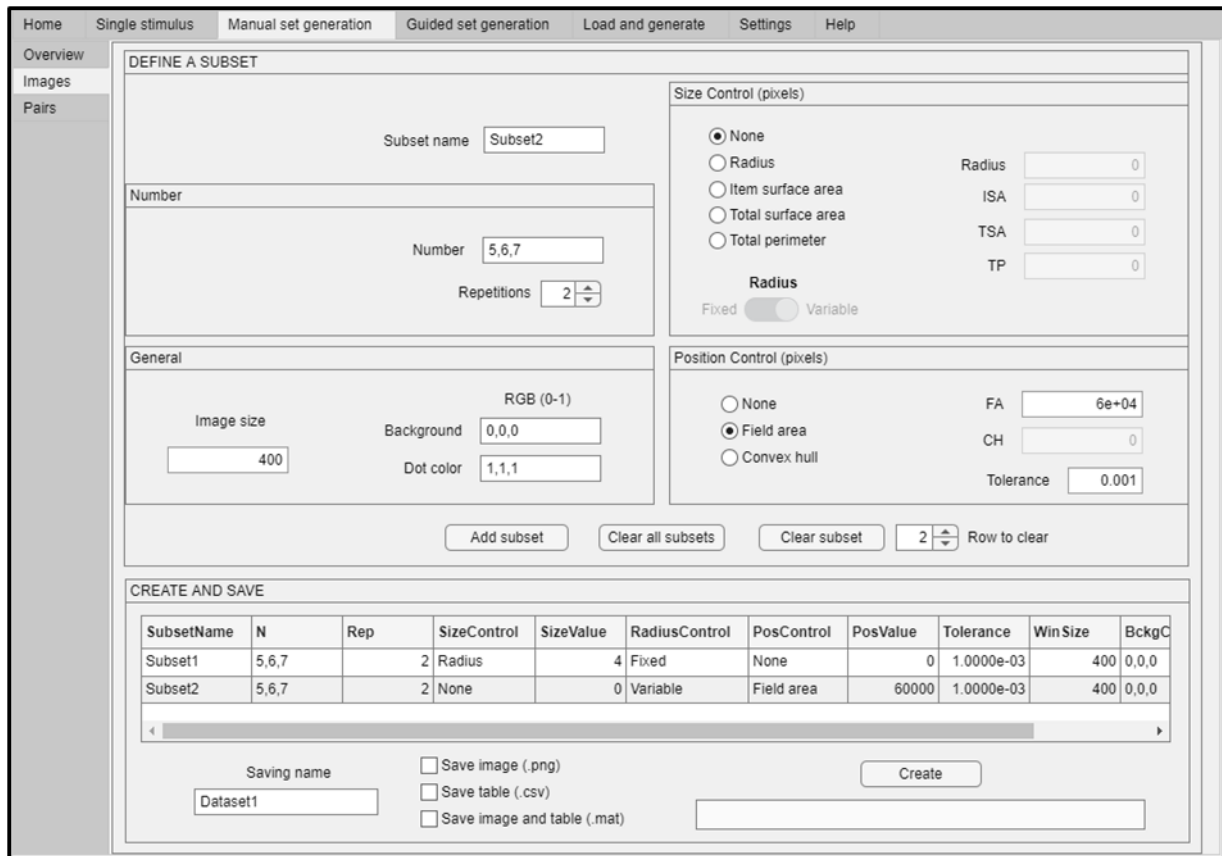 Home Single stimulus Manual set generation Guided set generation Load and generate Settings Help
Overview
Images
Pairs
DEFINE A SUBSET
Subset name Subset2
Number
Number 5,6,7
Repetitions 2
General
RGB (0-1)
Image size
400
Background 0,0,0
Dot color 1,1,1
Size Control (pixels)
None
Radius
Item surface area
Total surface area
Total perimeter
Radius 0
ISA 0
TSA 0
TP 0
Radius
Fixed Variable
Position Control (pixels)
None
Field area
Convex hull
FA 6e+04
CH 0
Tolerance 0.001
Add subset Clear all subsets Clear subset 2 Row to clear
CREATE AND SAVE
SubsetName N Rep SizeControl SizeValue RadiusControl PosControl PosValue Tolerance WinSize BckgC
Subset1 5,6,7 2 Radius 4 Fixed None 0 1.0000e-03 400 0,0,0
Subset2 5,6,7 2 None 0 Variable Field area 60000 1.0000e-03 400 0,0,0
Saving name
Dataset1
Save image (.png)
Save table (.csv)
Save image and table (.mat)
Create